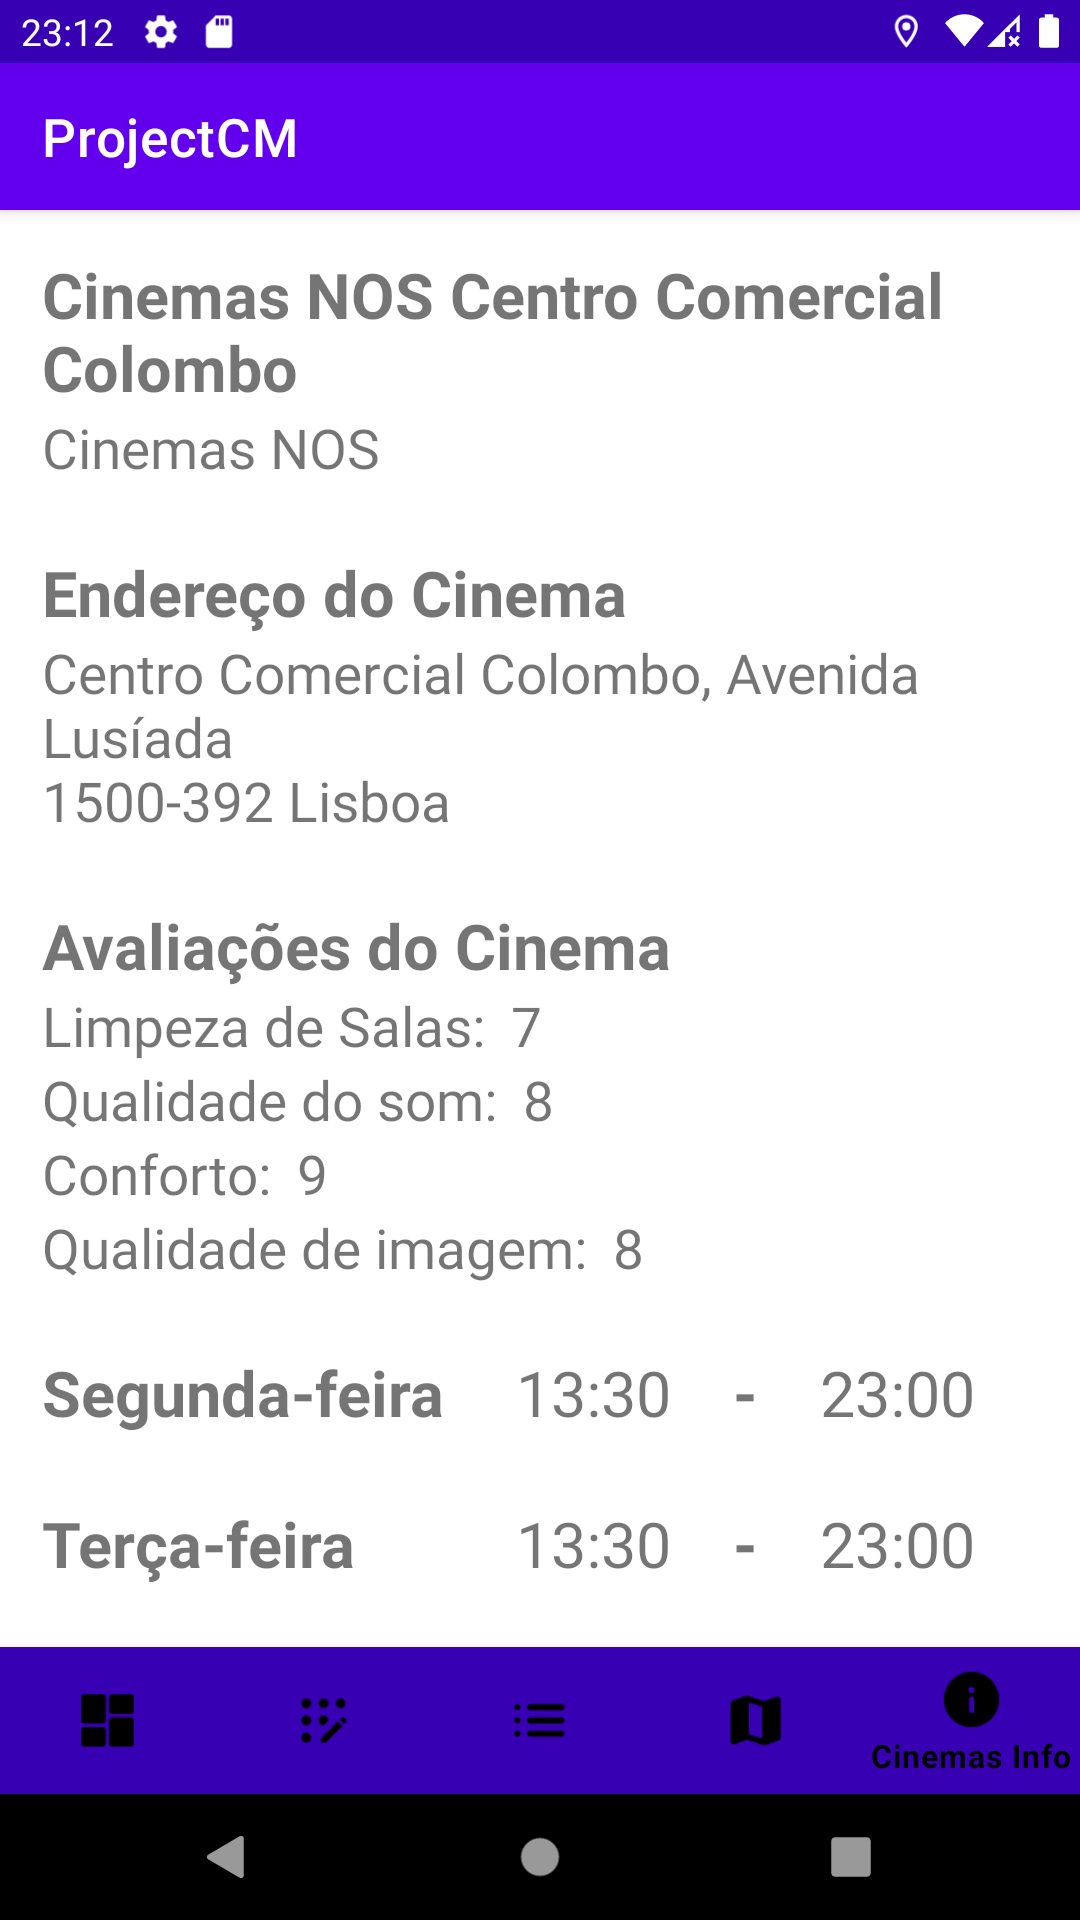 23:12
ProjectCM
Cinemas NOS Centro Comercial
Colombo
Cinemas NOS
Endereço do Cinema
Centro Comercial Colombo, Avenida
Lusíada
1500-392 Lisboa
Avaliações do Cinema
Limpeza de Salas: 7
Qualidade do som: 8
Conforto: 9
Qualidade de imagem: 8
Segunda-feira 13:30 - 23:00
Terça-feira 13:30 - 23:00
Cinemas Info